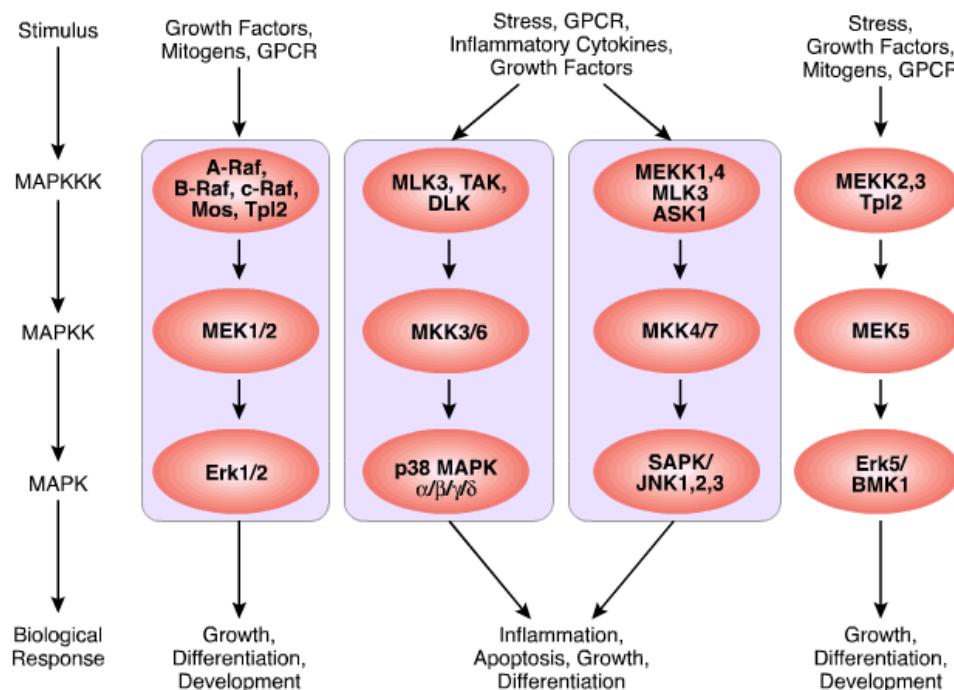 Stimulus
Growth Factors,
Mitogens, GPCR
Stress, GPCR,
Inflammatory Cytokines,
Growth Factors
Stress,
Growth Factors,
Mitogens, GPCR
MAPKKK
A-Raf,
B-Raf, c-Raf,
Mos, Tpl2
MLK3, TAK,
DLK
MEKK1,4
MLK3
ASK1
MEKK2,3
Tpl2
MAPKK
MEK1/2
MKK3/6
MKK4/7
MEK5
MAPK
Erk1/2
p38 MAPK
α/β/γ/δ
SAPK/
JNK1,2,3
Erk5/
BMK1
Biological
Response
Growth,
Differentiation,
Development
Inflammation,
Apoptosis, Growth,
Differentiation
Growth,
Differentiation,
Development